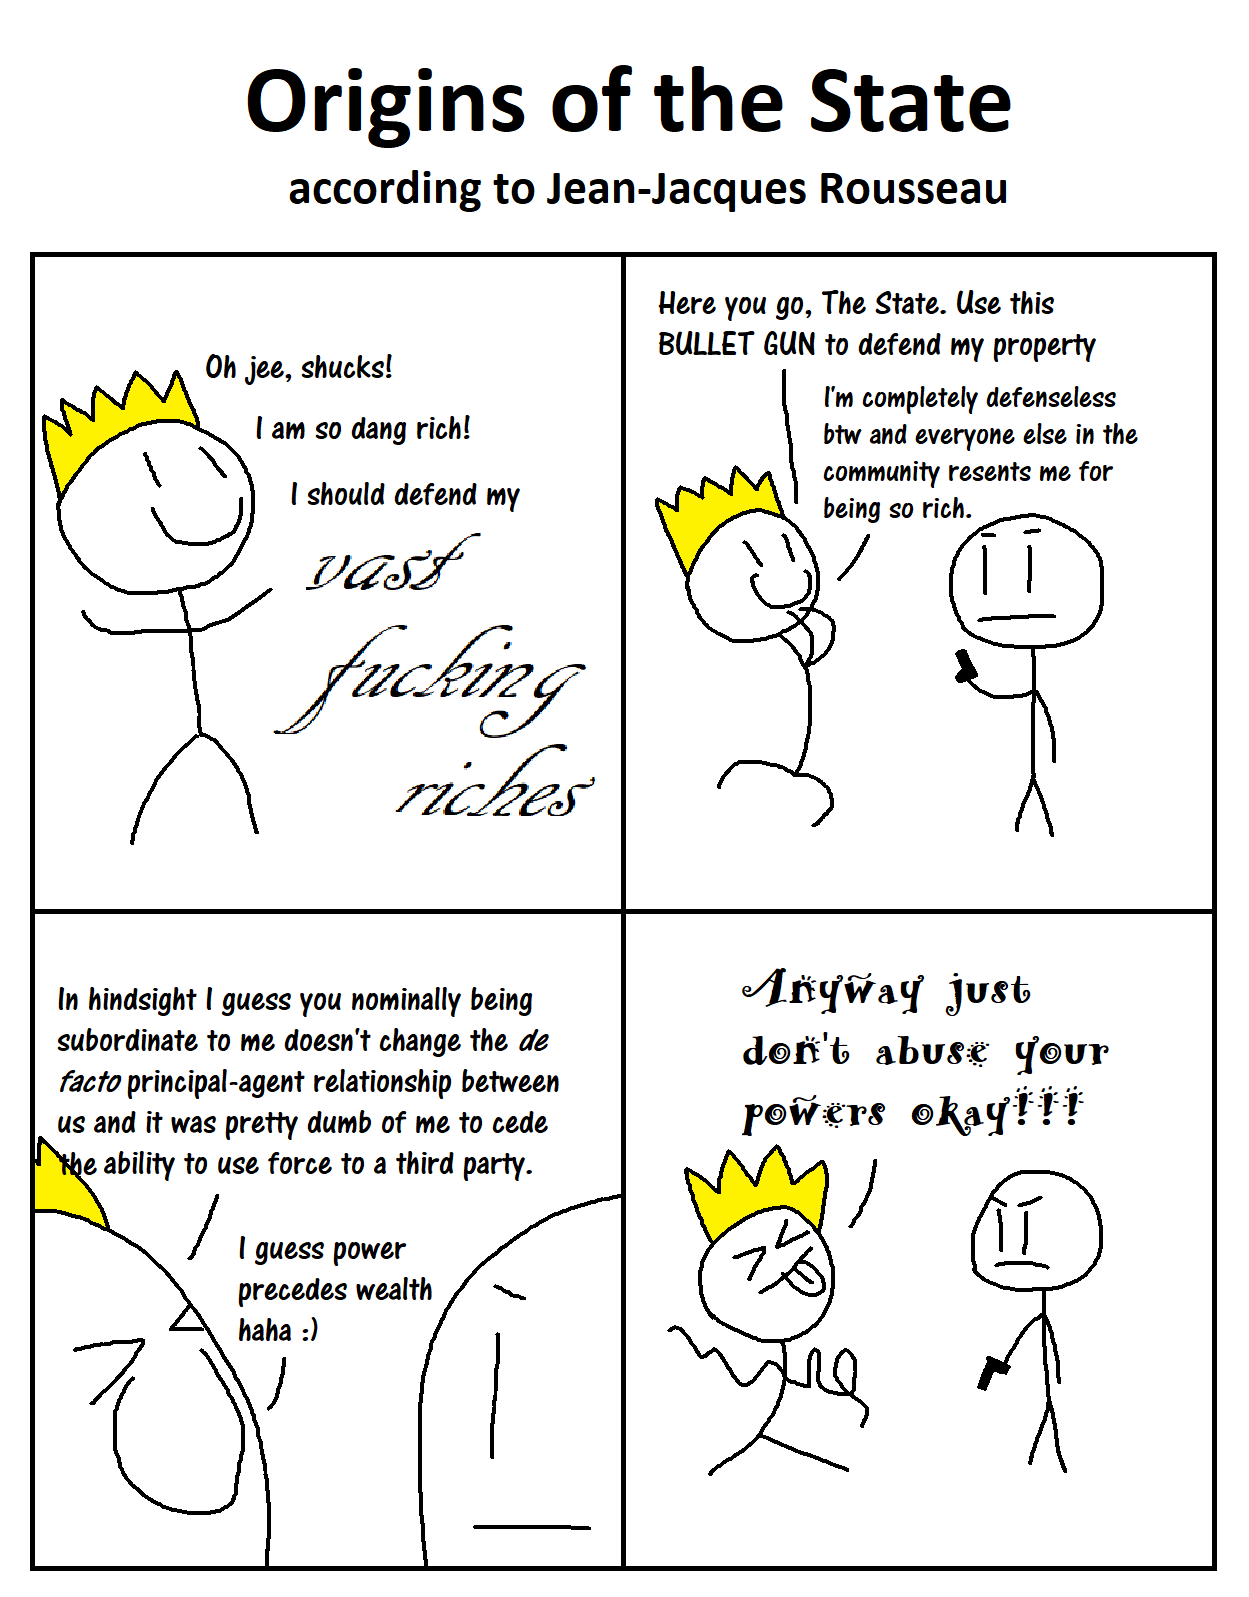 Origins of the State
according to Jean-Jacques Rousseau
Oh jee, shucks!
I am so dang rich!
I should defend my
vast
fucking
riches
Here you go, The State. Use this
BULLET GUN to defend my property
I'm completely defenseless
btw and everyone else in the
community resents me for
being so rich.
In hindsight I guess you nominally being
subordinate to me doesn't change the de
facto principal-agent relationship between
us and it was pretty dumb of me to cede
the ability to use force to a third party.
I guess power
precedes wealth
haha :)
Anyway just
don't abuse your
powers okay!!!